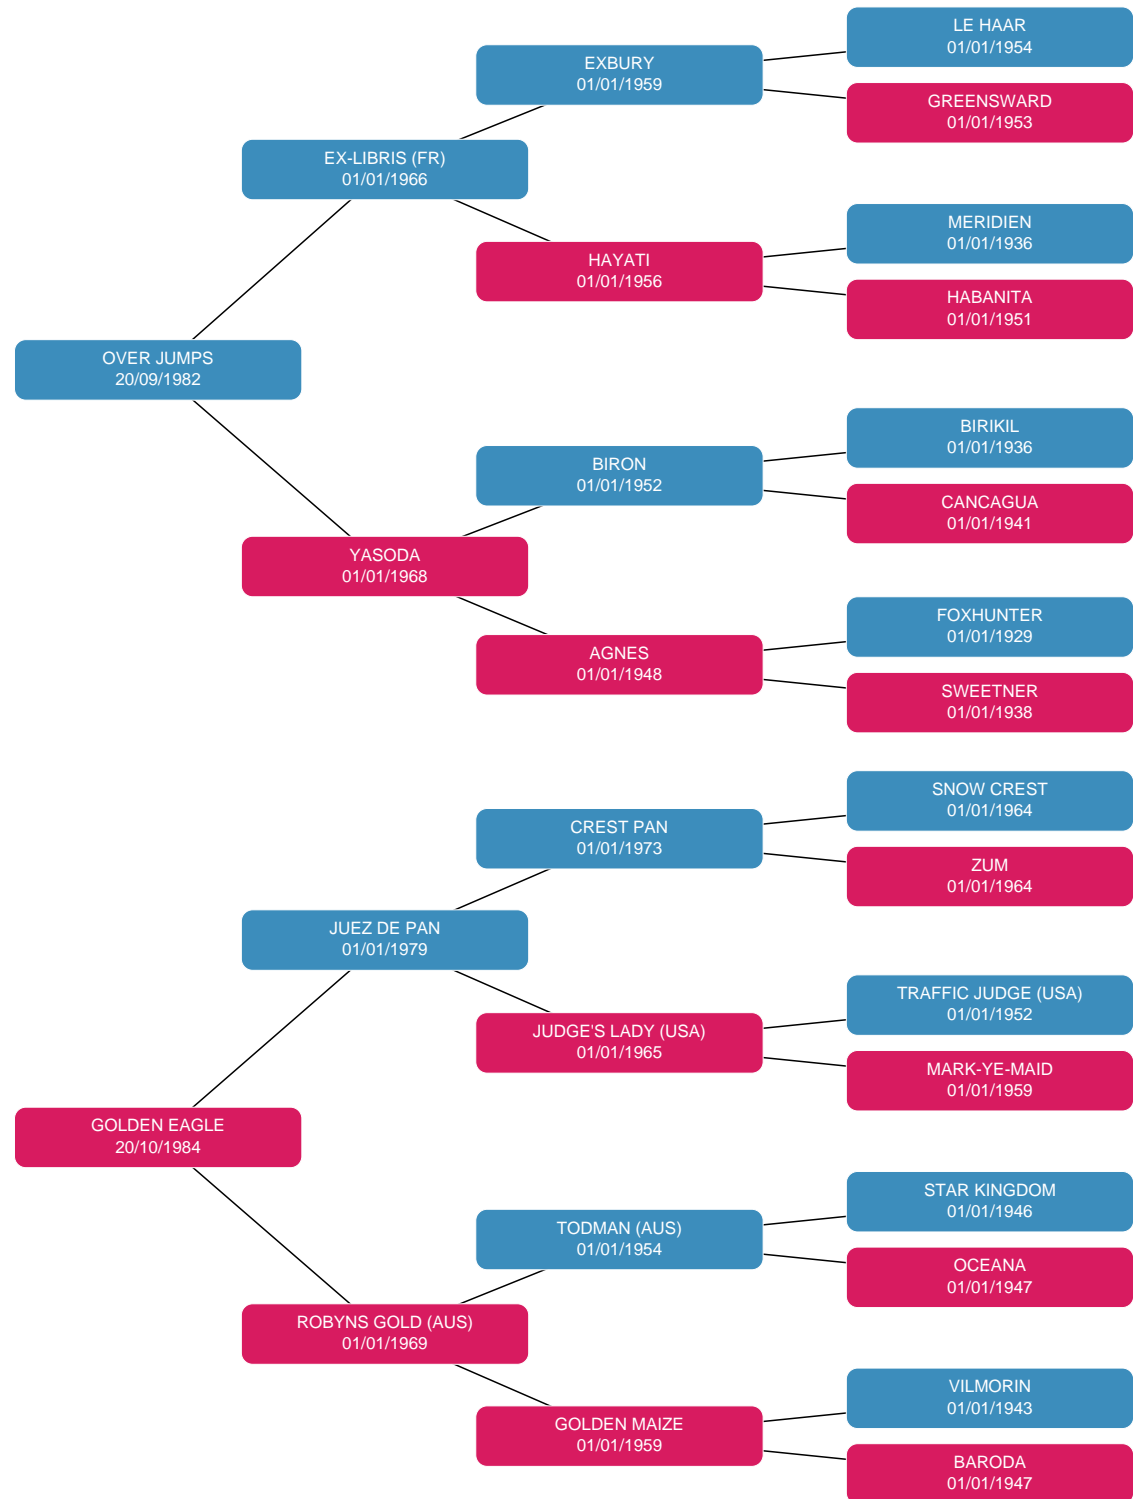 LE HAAR
01/01/1954
EXBURY
01/01/1959
GREENSWARD
01/01/1953
EX-LIBRIS (FR)
01/01/1966
MERIDIEN
01/01/1936
HAYATI
01/01/1956
HABANITA
01/01/1951
OVER JUMPS
20/09/1982
BIRIKIL
01/01/1936
BIRON
01/01/1952
CANCAGUA
01/01/1941
YASODA
01/01/1968
FOXHUNTER
01/01/1929
AGNES
01/01/1948
SWEETNER
01/01/1938
SNOW CREST
01/01/1964
CREST PAN
01/01/1973
ZUM
01/01/1964
JUEZ DE PAN
01/01/1979
TRAFFIC JUDGE (USA)
01/01/1952
JUDGE'S LADY (USA)
01/01/1965
MARK-YE-MAID
01/01/1959
GOLDEN EAGLE
20/10/1984
STAR KINGDOM
01/01/1946
TODMAN (AUS)
01/01/1954
OCEANA
01/01/1947
ROBYNS GOLD (AUS)
01/01/1969
VILMORIN
01/01/1943
GOLDEN MAIZE
01/01/1959
BARODA
01/01/1947